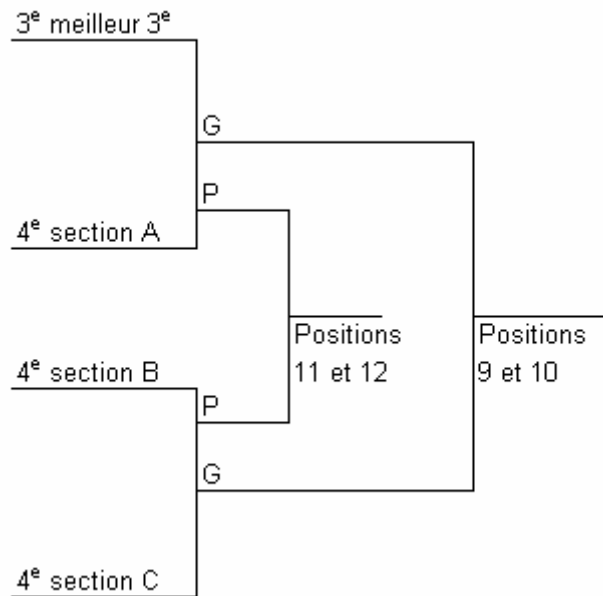 3e meilleur 3e
G
P
4e section A
Positions
11 et 12
Positions
9 et 10
4e section B
P
G
4e section C